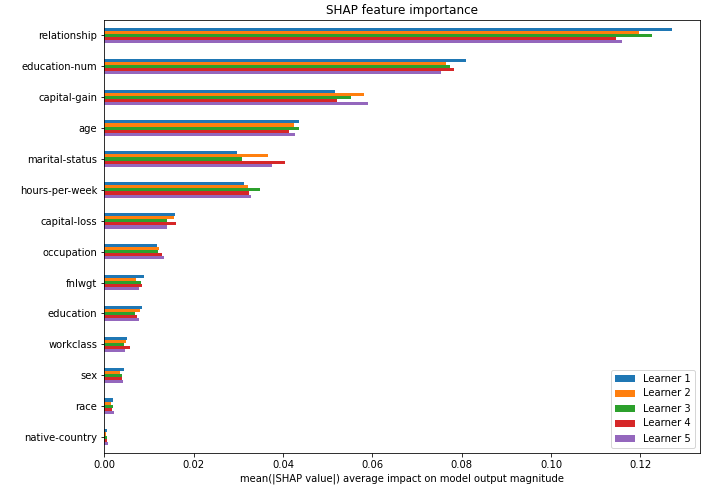 SHAP feature importance
relationship
education-num
capital-gain
age
marital-status
hours-per-week
capital-loss
occupation
fnlwgt
education
workclass
sex
race
native-country
Learner 1
Learner 2
Learner 3
Learner 4
Learner 5
0.00 0.02 0.04 0.06 0.08 0.10 0.12
mean(|SHAP value|) average impact on model output magnitude